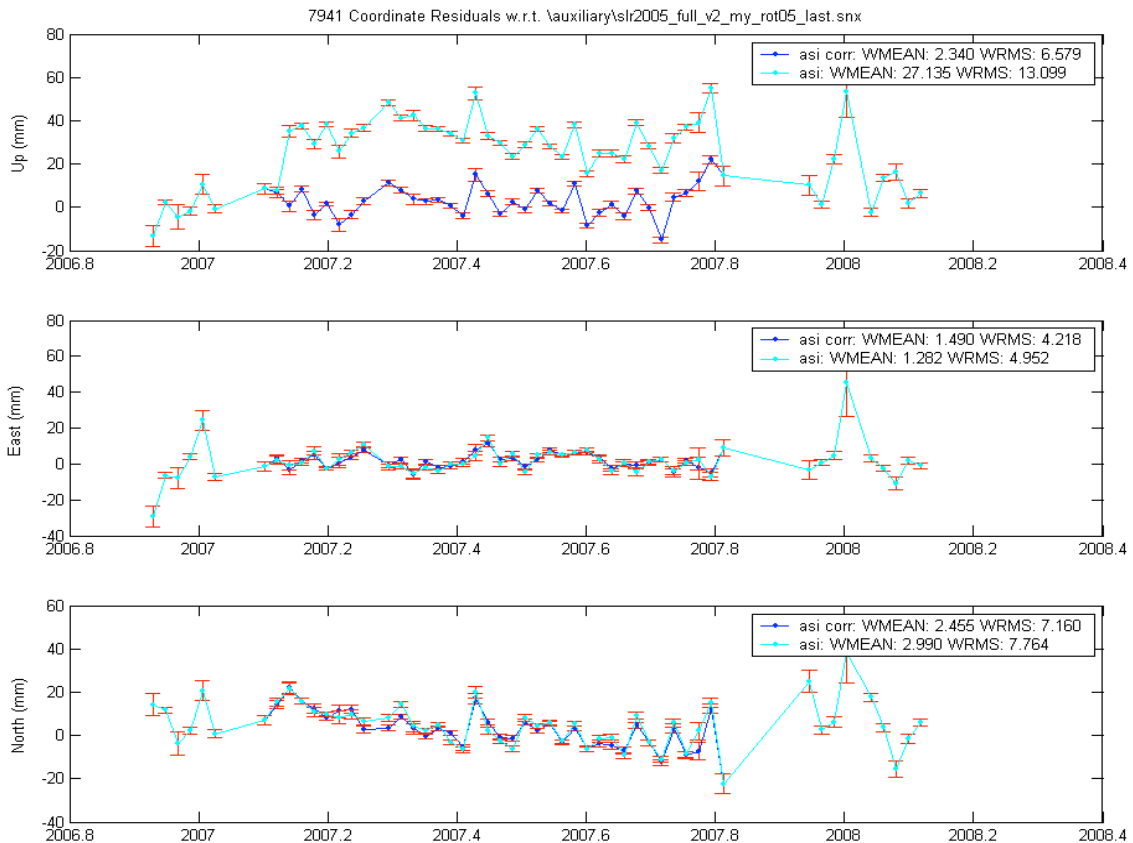 7941 Coordinate Residuals w.r.t. \auxiliary\slr2005_full_v2_my_rot05_last.snx
80
60
40
20
0
-20
Up (mm)
asi corr: WMEAN: 2.340 WRMS: 6.579
asi: WMEAN: 27.135 WRMS: 13.099
2006.8 2007 2007.2 2007.4 2007.6 2007.8 2008 2008.2 2008.4
80
60
40
20
0
-20
-40
East (mm)
asi corr: WMEAN: 1.490 WRMS: 4.218
asi: WMEAN: 1.282 WRMS: 4.952
2006.8 2007 2007.2 2007.4 2007.6 2007.8 2008 2008.2 2008.4
60
40
20
0
-20
-40
North (mm)
asi corr: WMEAN: 2.455 WRMS: 7.160
asi: WMEAN: 2.990 WRMS: 7.764
2006.8 2007 2007.2 2007.4 2007.6 2007.8 2008 2008.2 2008.4